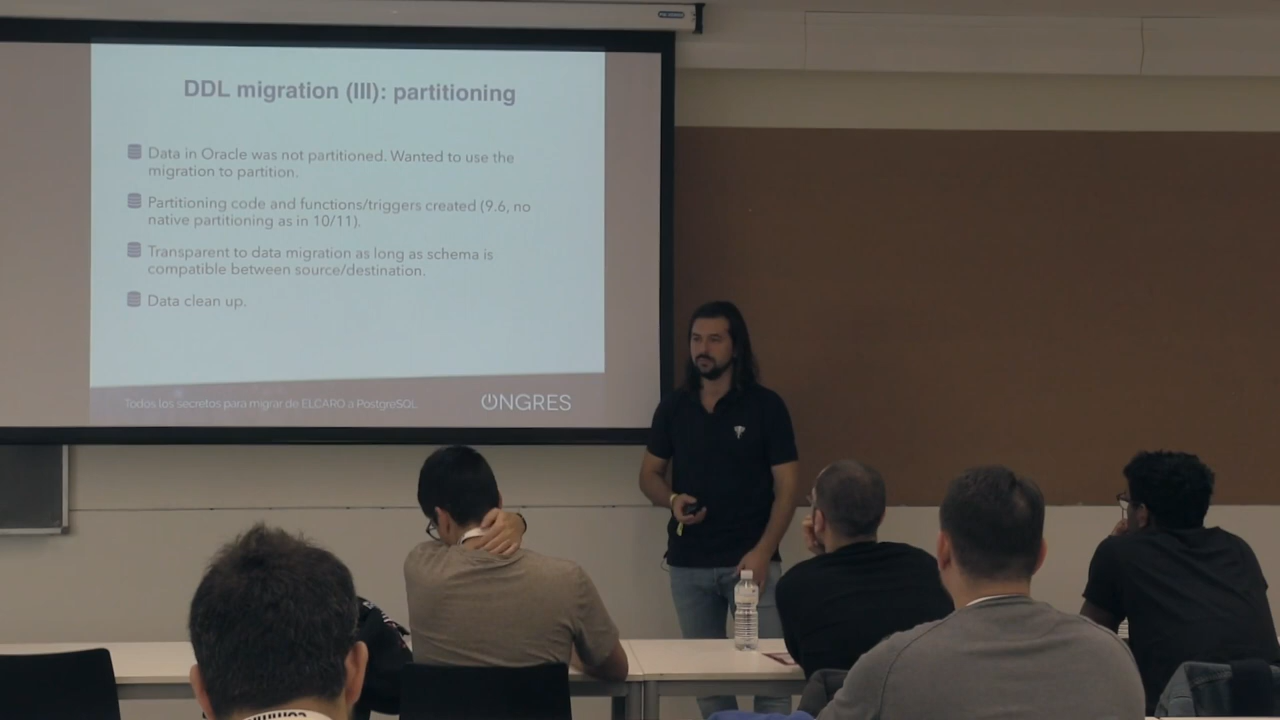 DDL migration (III): partitioning
Data in Oracle was not partitioned. Wanted to use the
migration to partition.
Partitioning code and functions/triggers created (9.6, no
native partitioning as in 10/11).
Transparent to data migration as long as schema is
compatible between source/destination.
Data clean up.
Todos los secretos para migrar de ELCARO a PostgreSQL
ONGRES